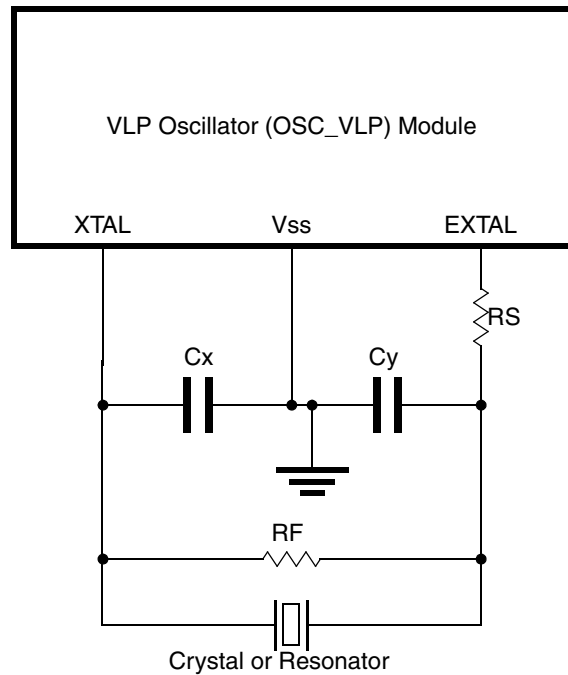 VLP Oscillator (OSC_VLP) Module
XTAL Vss EXTAL
RS
Cx Cy
RF
Crystal or Resonator